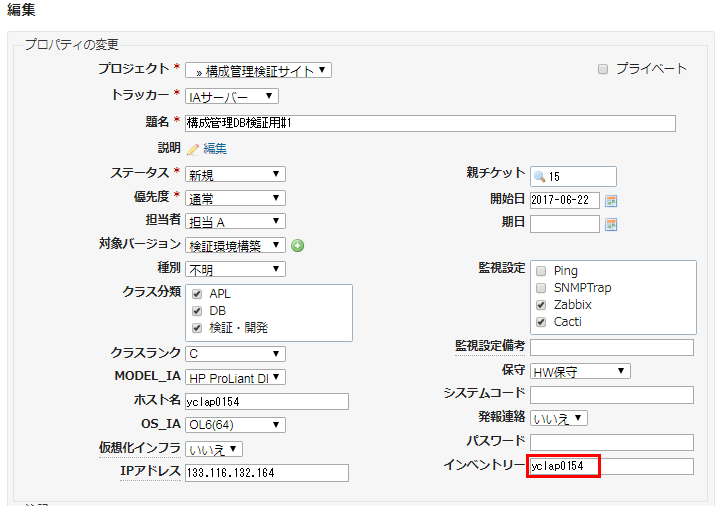 編集
プロパティの変更
プロジェクト * » 構成管理検証サイト プライベート
トラッカー * IAサーバー
題名 * 構成管理DB検証用#1
説明 編集
ステータス * 新規 親チケット 15
優先度 * 通常 開始日 2017-06-22
担当者 担当 A 期日
対象バージョン 検証環境構築
種別 不明 監視設定 Ping
SNMPTrap
Zabbix
Cacti
クラス分類 APL
DB
検証・開発
監視設定備考
クラスランク C
保守 HW保守
MODEL_IA HP ProLiant DI
システムコード
ホスト名 yclap0154
発報連絡 いいえ
OS_IA OL6(64)
パスワード
仮想化インフラ いいえ
インベントリー yclap0154
IPアドレス 133.116.132.164